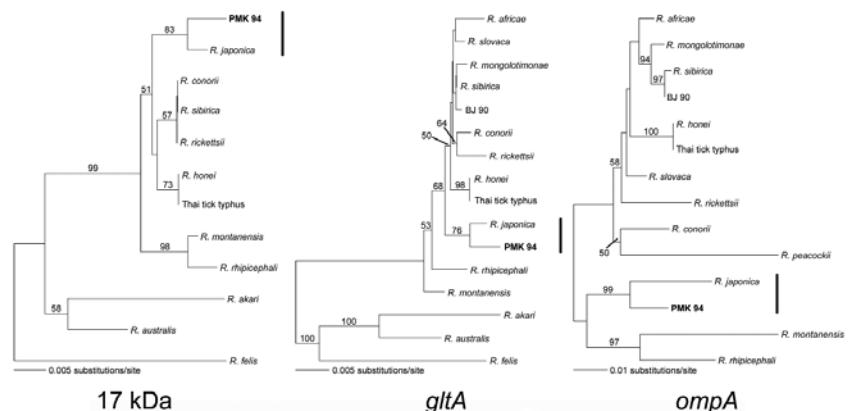 PMK 94
83
R. japonica
R. conorii
51
57
R. sibirica
R. rickettsii
99
R. honei
73
Thai tick typhus
R. montanensis
98
R. rhipicephali
R. akari
58
R. australis
R. felis
0.005 substitutions/site
17 kDa
R. africae
R. slovaca
R. mongolotimonae
R. sibirica
BJ 90
64
R. conorii
50
R. rickettsii
R. honei
98
68
Thai tick typhus
R. japonica
53
76
PMK 94
R. rhipicephali
R. montanensis
R. akari
100
R. australis
100
R. felis
0.005 substitutions/site
gltA
R. africae
R. mongolotimonae
94
R. sibirica
97
BJ 90
R. honei
100
Thai tick typhus
58
R. slovaca
R. rickettsii
R. conorii
50
R. peacockii
R. japonica
99
PMK 94
R. montanensis
97
R. rhipicephali
0.01 substitutions/site
ompA